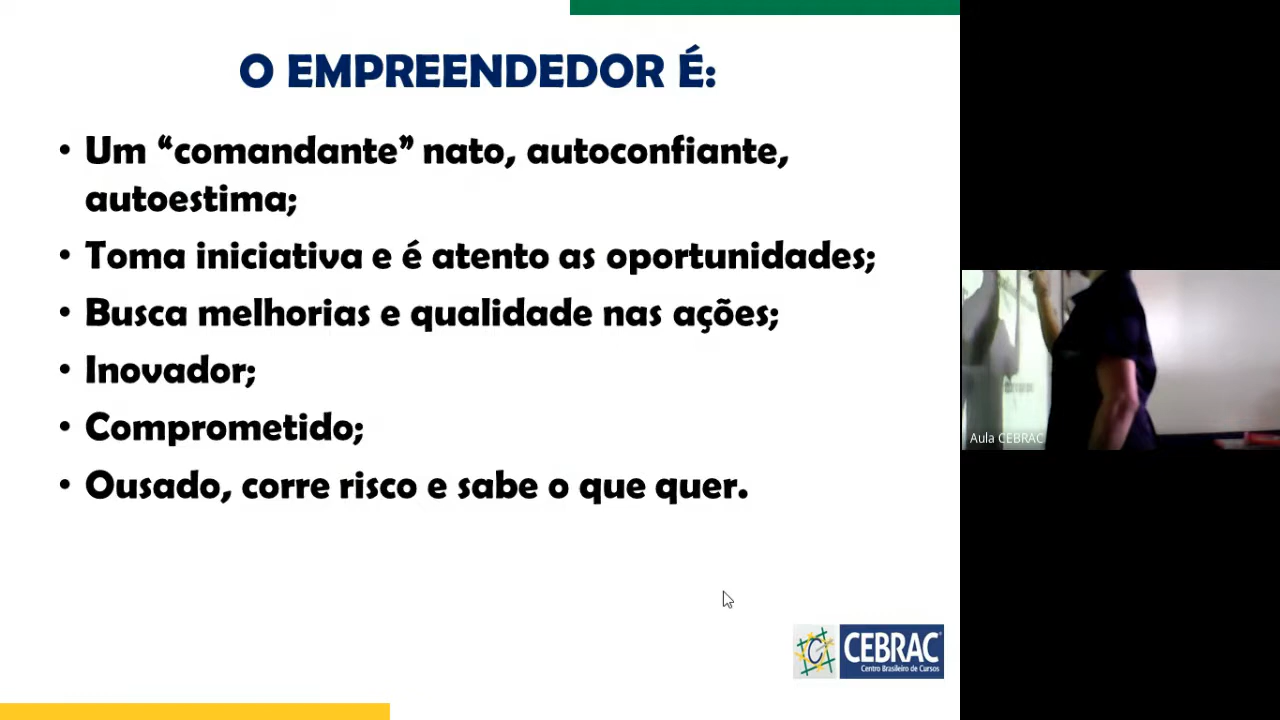 O EMPREENDEDOR É:
• Um “comandante” nato, autoconfiante,
autoestima;
• Toma iniciativa e é atento as oportunidades;
• Busca melhorias e qualidade nas ações;
• Inovador;
• Comprometido;
• Ousado, corre risco e sabe o que quer.
Aula CEBRAC
CEBRAC
Centro Brasileiro de Cursos